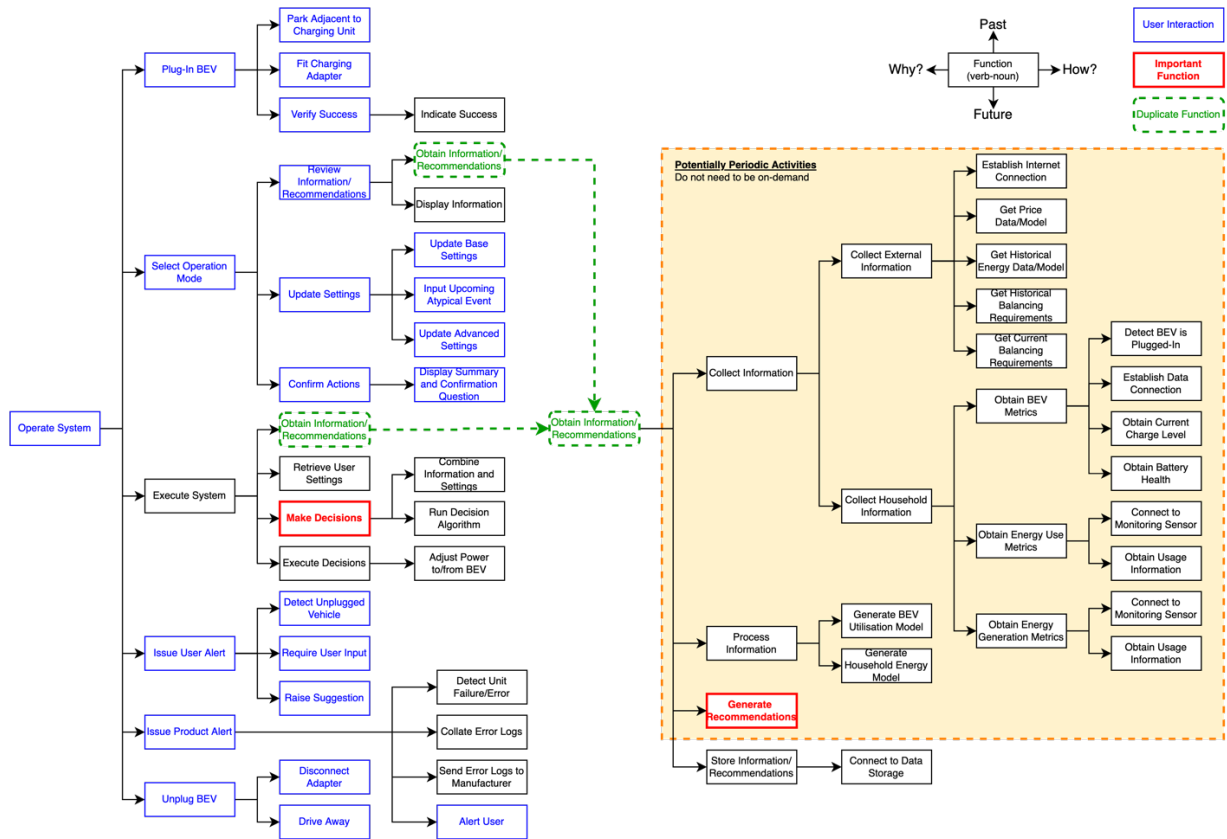 Past
Why?
Function
(verb-noun)
How?
Future
User Interaction
Important
Function
Duplicate Function
Operate System
Plug-In BEV
Park Adjacent to
Charging Unit
Fit Charging
Adapter
Verify Success
Indicate Success
Select Operation
Mode
Review
Information/
Recommendations
Obtain Information/
Recommendations
Display Information
Update Settings
Update Base
Settings
Input Upcoming
Atypical Event
Update Advanced
Settings
Confirm Actions
Display Summary
and Confirmation
Question
Execute System
Obtain Information/
Recommendations
Retrieve User
Settings
Make Decisions
Combine
Information and
Settings
Run Decision
Algorithm
Execute Decisions
Adjust Power
to/from BEV
Issue User Alert
Detect Unplugged
Vehicle
Require User Input
Raise Suggestion
Issue Product Alert
Detect Unit
Failure/Error
Collate Error Logs
Send Error Logs to
Manufacturer
Alert User
Unplug BEV
Disconnect
Adapter
Drive Away
Obtain Information/
Recommendations
Potentially Periodic Activities
Do not need to be on-demand
Collect Information
Collect External
Information
Establish Internet
Connection
Get Price
Data/Model
Get Historical
Energy Data/Model
Get Historical
Balancing
Requirements
Get Current
Balancing
Requirements
Collect Household
Information
Obtain BEV
Metrics
Detect BEV is
Plugged-In
Establish Data
Connection
Obtain Current
Charge Level
Obtain Battery
Health
Obtain Energy Use
Metrics
Connect to
Monitoring Sensor
Obtain Usage
Information
Obtain Energy
Generation Metrics
Connect to
Monitoring Sensor
Obtain Usage
Information
Process
Information
Generate BEV
Utilisation Model
Generate
Household Energy
Model
Generate
Recommendations
Store Information/
Recommendations
Connect to Data
Storage